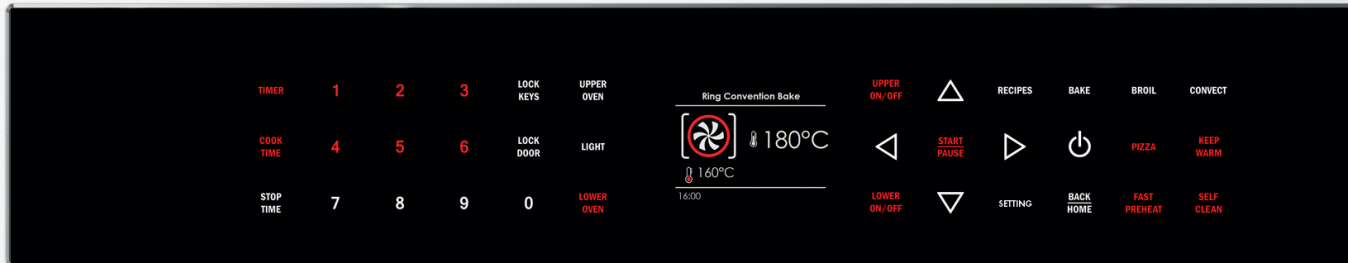 TIMER 1 2 3 LOCK KEYS UPPER OVEN
COOK TIME 4 5 6 LOCK DOOR LIGHT
STOP TIME 7 8 9 0 LOWER OVEN
Ring Convention Bake
180°C
160°C
16:00
UPPER ON/OFF RECIPES BAKE BROIL CONVECT
START PAUSE PIZZA KEEP WARM
LOWER ON/OFF SETTING BACK HOME FAST PREHEAT SELF CLEAN